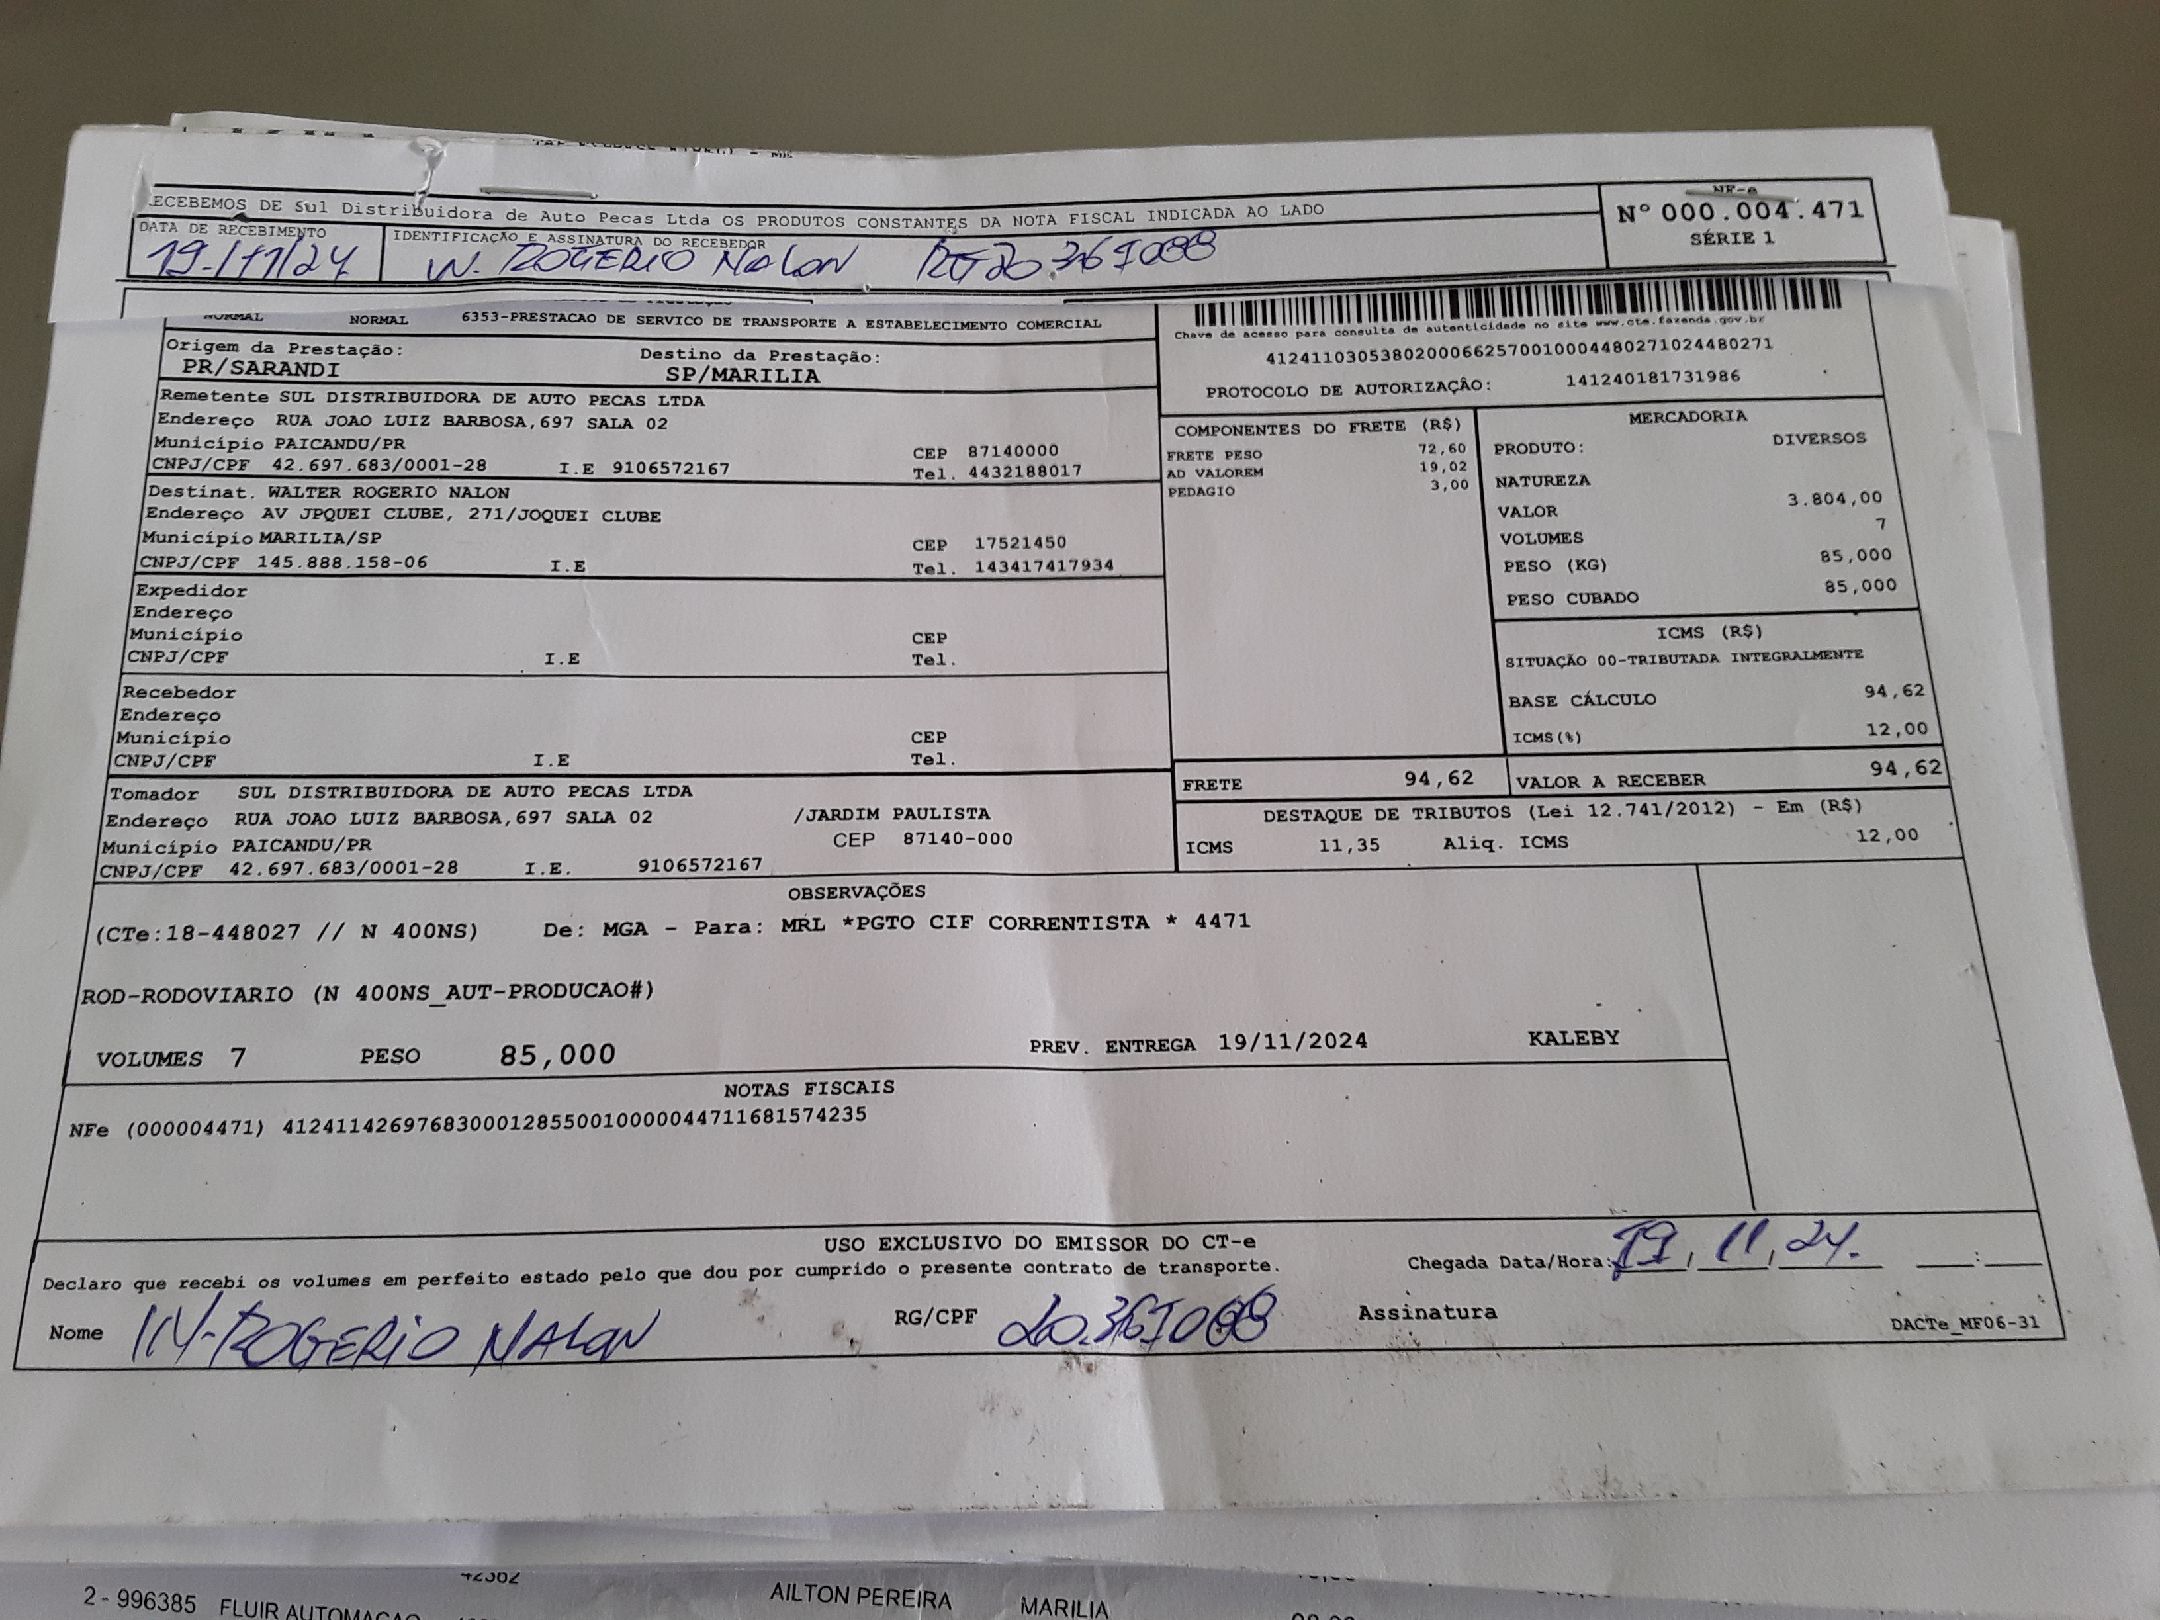 RECEBEMOS DE Sul Distribuidora de Auto Pecas Ltda OS PRODUTOS CONSTANTES DA NOTA FISCAL INDICADA AO LADO
NF-e
Nº 000.004.471
SÉRIE 1
DATA DE RECEBIMENTO
19/11/24
IDENTIFICAÇÃO E ASSINATURA DO RECEBEDOR
W. ROGERIO NALON
NORMAL NORMAL 6353-PRESTACAO DE SERVICO DE TRANSPORTE A ESTABELECIMENTO COMERCIAL
Origem da Prestação: Destino da Prestação:
PR/SARANDI SP/MARILIA
Chave de acesso para consulta de autenticidade no site www.cte.fazenda.gov.br
41241103053802000662570010004480271024480271
PROTOCOLO DE AUTORIZAÇÂO: 141240181731986
Remetente SUL DISTRIBUIDORA DE AUTO PECAS LTDA
Endereço RUA JOAO LUIZ BARBOSA,697 SALA 02
Município PAICANDU/PR CEP 87140000
CNPJ/CPF 42.697.683/0001-28 I.E 9106572167 Tel. 4432188017
Destinat. WALTER ROGERIO NALON
Endereço AV JPQUEI CLUBE, 271/JOQUEI CLUBE
Município MARILIA/SP CEP 17521450
CNPJ/CPF 145.888.158-06 I.E Tel. 143417417934
Expedidor
Endereço
Município CEP
CNPJ/CPF I.E Tel.
Recebedor
Endereço
Município CEP
CNPJ/CPF I.E Tel.
Tomador SUL DISTRIBUIDORA DE AUTO PECAS LTDA
Endereço RUA JOAO LUIZ BARBOSA,697 SALA 02 /JARDIM PAULISTA
Município PAICANDU/PR CEP 87140-000
CNPJ/CPF 42.697.683/0001-28 I.E. 9106572167
COMPONENTES DO FRETE (R$)
FRETE PESO 72,60
AD VALOREM 19,02
PEDAGIO 3,00
MERCADORIA
PRODUTO: DIVERSOS
NATUREZA
VALOR 3.804,00
VOLUMES 7
PESO (KG) 85,000
PESO CUBADO 85,000
ICMS (R$)
SITUAÇÃO 00-TRIBUTADA INTEGRALMENTE
BASE CÁLCULO 94,62
ICMS(%) 12,00
FRETE 94,62 VALOR A RECEBER 94,62
DESTAQUE DE TRIBUTOS (Lei 12.741/2012) - Em (R$)
ICMS 11,35 Aliq. ICMS 12,00
OBSERVAÇÕES
(CTe:18-448027 // N 400NS) De: MGA - Para: MRL *PGTO CIF CORRENTISTA * 4471
ROD-RODOVIARIO (N 400NS_AUT-PRODUCAO#)
VOLUMES 7 PESO 85,000 PREV. ENTREGA 19/11/2024 KALEBY
NOTAS FISCAIS
NFe (000004471) 41241142697683000128550010000044711681574235
USO EXCLUSIVO DO EMISSOR DO CT-e
Declaro que recebi os volumes em perfeito estado pelo que dou por cumprido o presente contrato de transporte.
Chegada Data/Hora: 19, 11, 24. :
Nome W-ROGERIO NALON RG/CPF Assinatura
DACTe_MF06-31
2 - 996385 FLUIR AUTOMACAO AILTON PEREIRA MARILIA